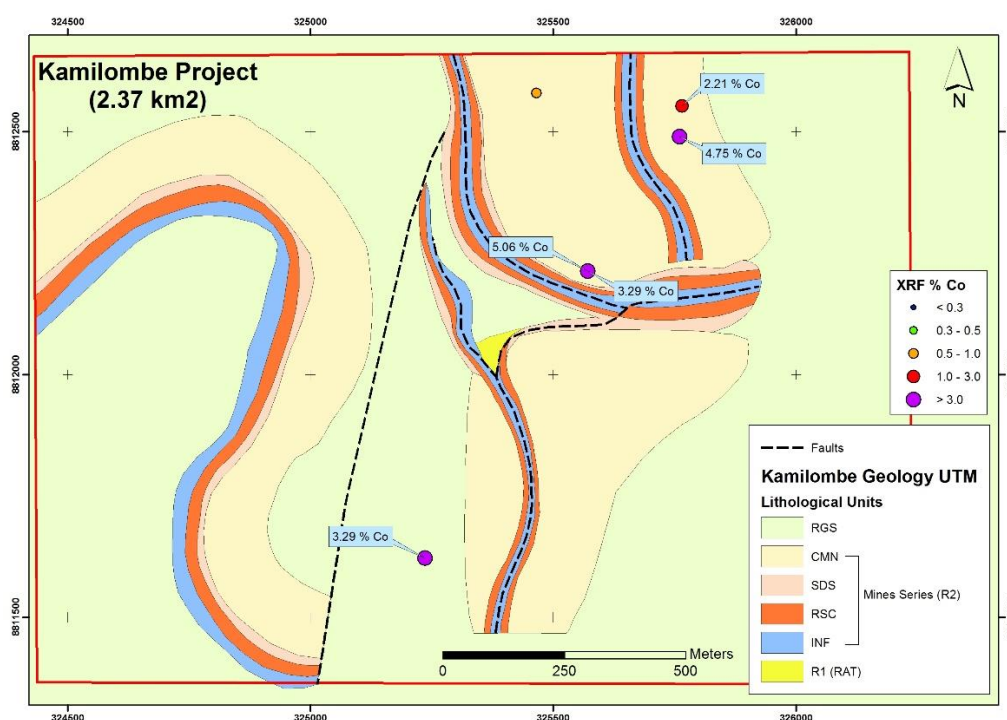 324500 325000 325500 326000
Kamilombe Project
(2.37 km2)
N
2.21 % Co
4.75 % Co
8812500
8812500
5.06 % Co
3.29 % Co
XRF % Co
< 0.3
0.3 - 0.5
0.5 - 1.0
1.0 - 3.0
> 3.0
8812000
8812000
Faults
Kamilombe Geology UTM
Lithological Units
RGS
CMN
SDS
RSC
INF
Mines Series (R2)
R1 (RAT)
3.29 % Co
8811500
8811500
Meters
0 250 500
324500 325000 325500 326000